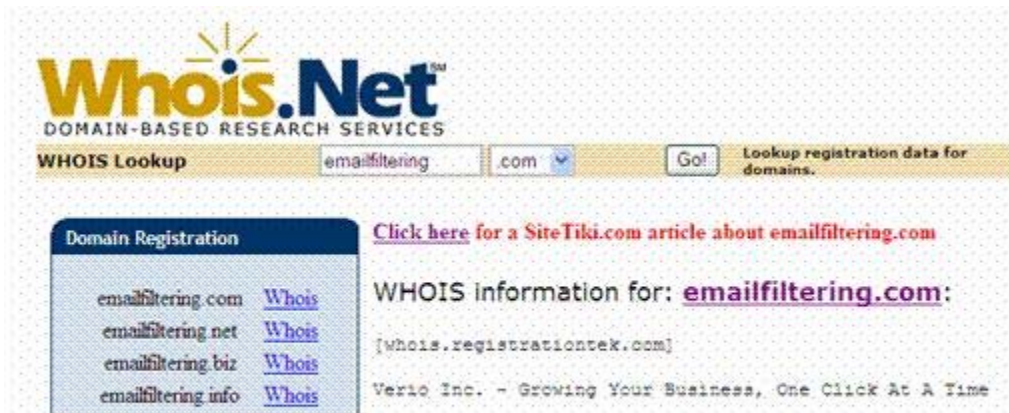 Whois.Net SM
DOMAIN-BASED RESEARCH SERVICES
WHOIS Lookup emailfiltering .com Go! Lookup registration data for domains.
Domain Registration
emailfiltering.com Whois
emailfiltering.net Whois
emailfiltering.biz Whois
emailfiltering.info Whois
Click here for a SiteTiki.com article about emailfiltering.com
WHOIS information for: emailfiltering.com:
[whois.registrationtek.com]
Verio Inc. - Growing Your Business, One Click At A Time